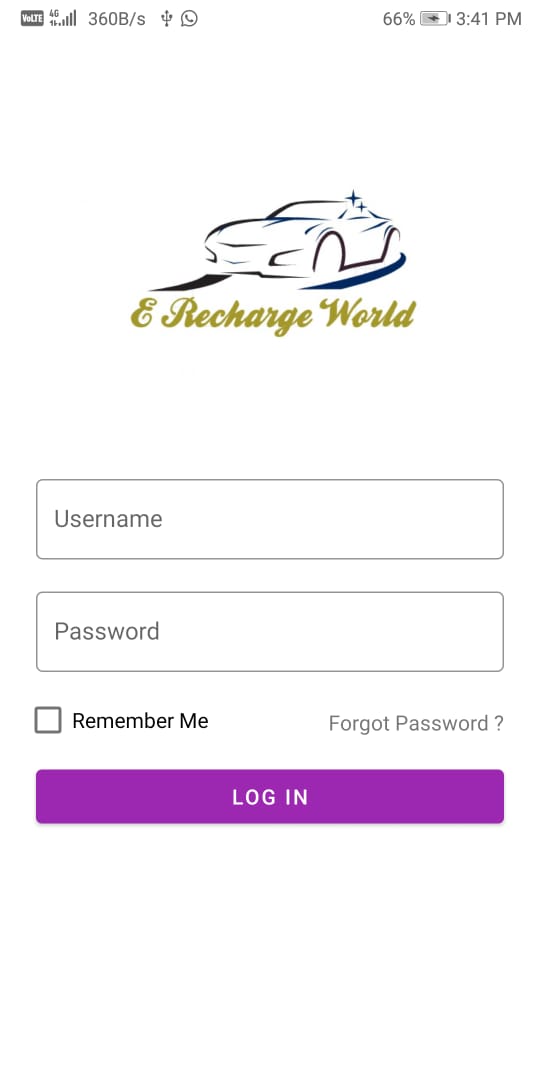 VoLTE 4G 360B/s 66% 3:41 PM
E Recharge World
Username
Password
Remember Me Forgot Password ?
LOG IN